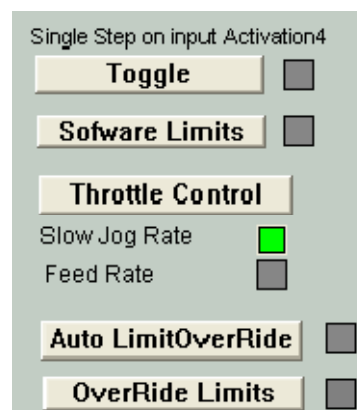 Single Step on input Activation4
Toggle
Sofware Limits
Throttle Control
Slow Jog Rate
Feed Rate
Auto LimitOverRide
OverRide Limits